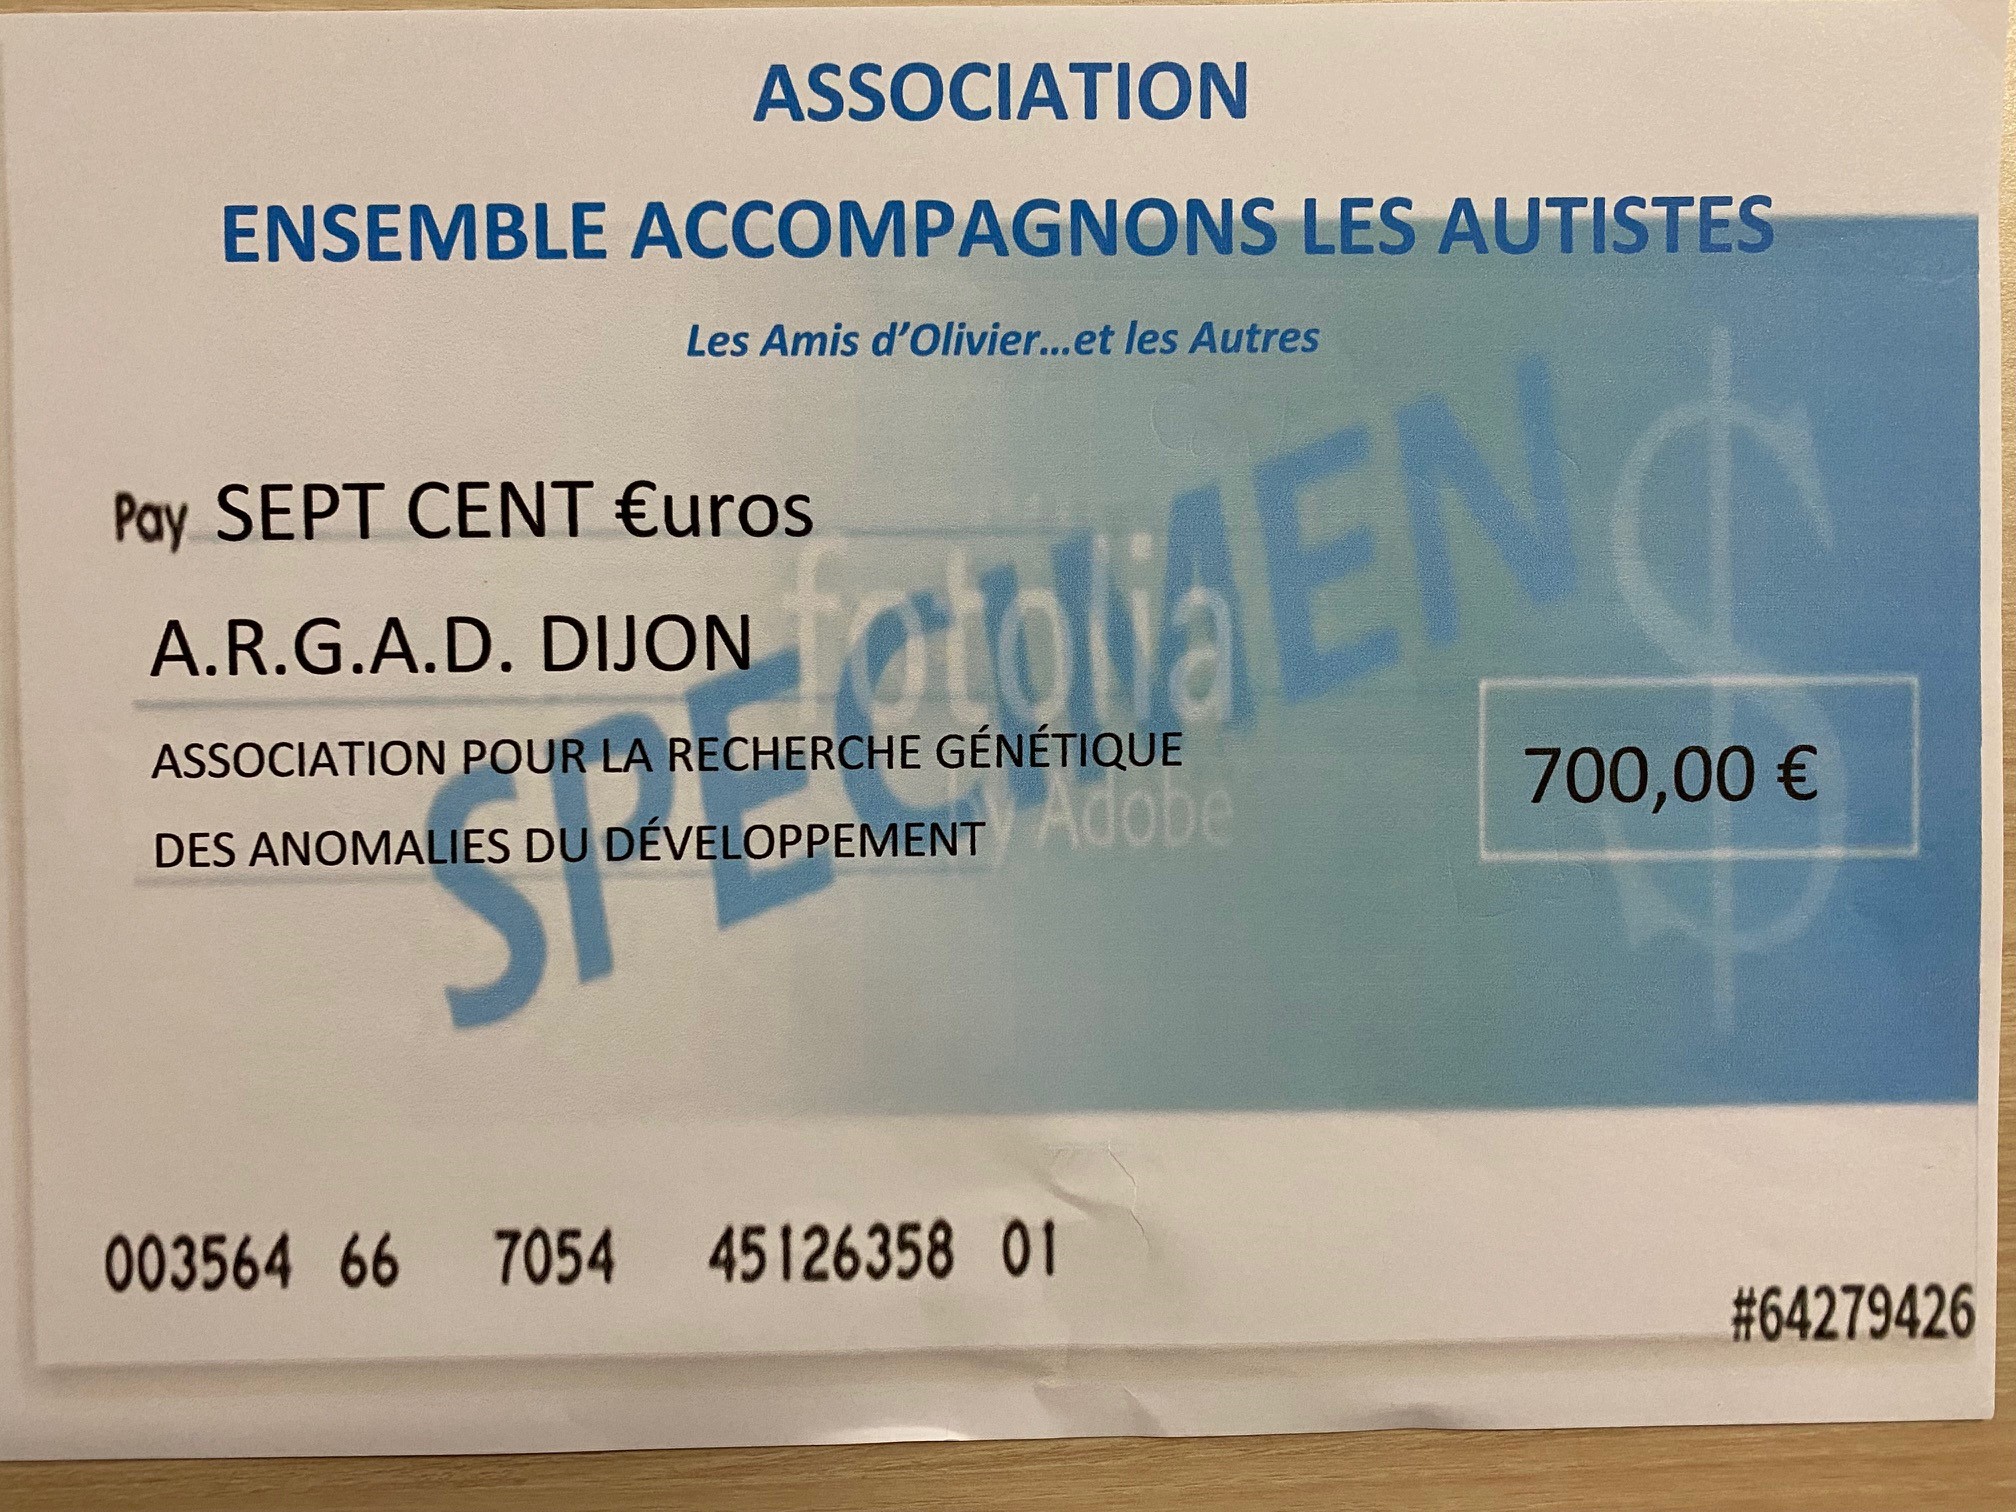 ASSOCIATION
ENSEMBLE ACCOMPAGNONS LES AUTISTES
Les Amis d'Olivier...et les Autres
Pay SEPT CENT €uros
A.R.G.A.D. DIJON
ASSOCIATION POUR LA RECHERCHE GÉNÉTIQUE
DES ANOMALIES DU DÉVELOPPEMENT
700,00 €
SPECIMEN
fotolia
by Adobe
$
003564 66 7054 45126358 01
#64279426